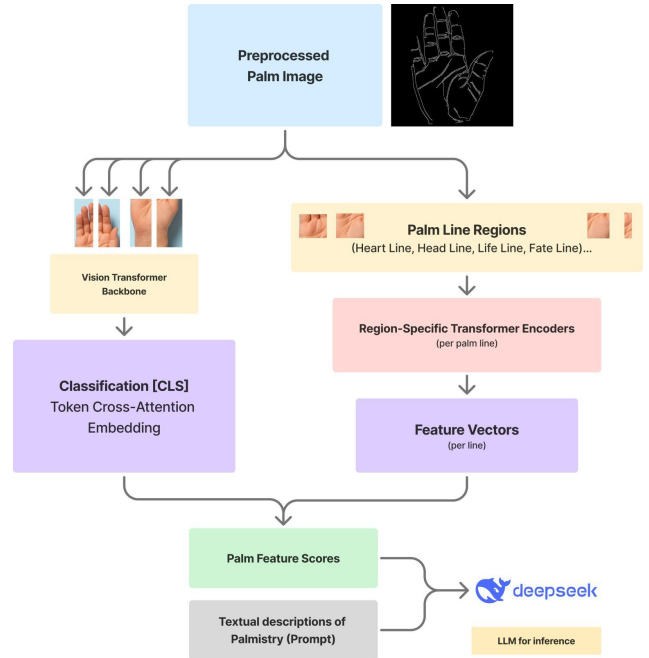 Preprocessed
Palm Image
Vision Transformer
Backbone
Palm Line Regions
(Heart Line, Head Line, Life Line, Fate Line)...
Region-Specific Transformer Encoders
(per palm line)
Classification [CLS]
Token Cross-Attention
Embedding
Feature Vectors
(per line)
Palm Feature Scores
deepseek
Textual descriptions of
Palmistry (Prompt)
LLM for inference